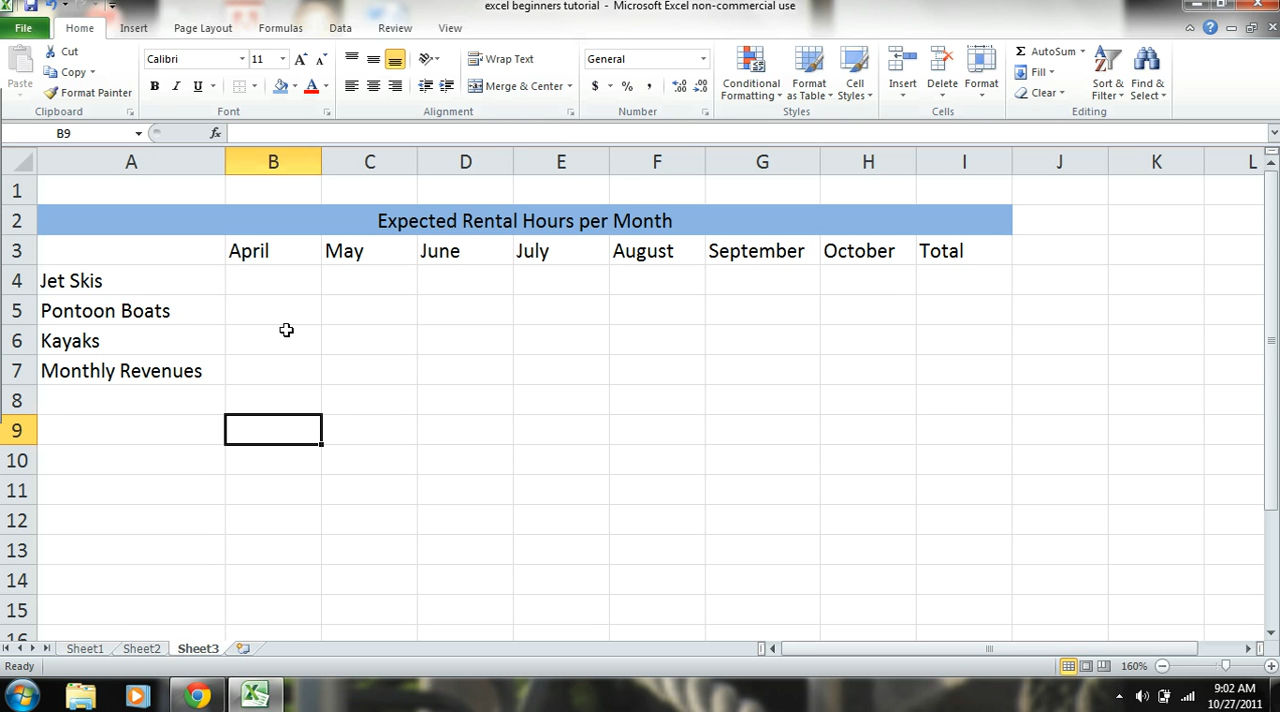 excel beginners tutorial - Microsoft Excel non-commercial use
File Home Insert Page Layout Formulas Data Review View
Paste Cut Copy Format Painter Clipboard
Calibri 11 B I U A Font
Wrap Text Merge & Center Alignment
General $ % , Number
Conditional Formatting Format as Table Cell Styles Styles
Insert Delete Format Cells
Σ AutoSum Fill Clear Sort & Filter Find & Select Editing
B9 fx
A B C D E F G H I J K L
1
2 Expected Rental Hours per Month
3 April May June July August September October Total
4 Jet Skis
5 Pontoon Boats
6 Kayaks
7 Monthly Revenues
8
9
10
11
12
13
14
15
16
Sheet1 Sheet2 Sheet3
Ready 160%
9:02 AM
10/27/2011